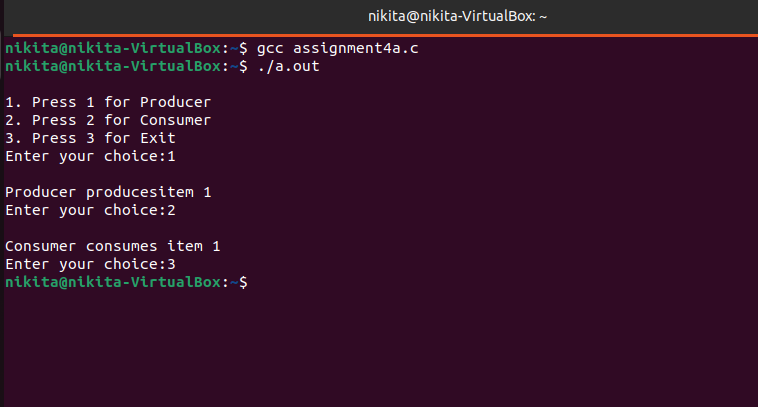 nikita@nikita-VirtualBox: ~
nikita@nikita-VirtualBox:~$ gcc assignment4a.c
nikita@nikita-VirtualBox:~$ ./a.out
1. Press 1 for Producer
2. Press 2 for Consumer
3. Press 3 for Exit
Enter your choice:1
Producer producesitem 1
Enter your choice:2
Consumer consumes item 1
Enter your choice:3
nikita@nikita-VirtualBox:~$